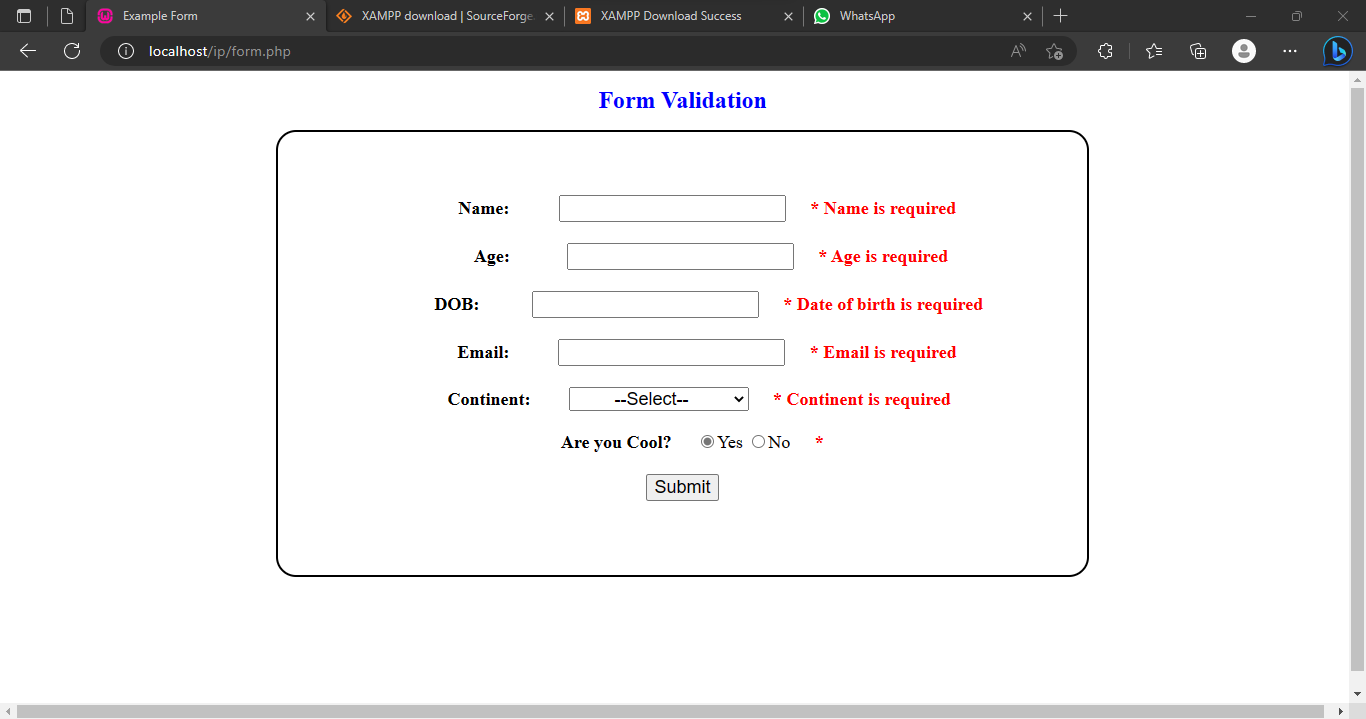 Example Form
XAMPP download | SourceForge.
XAMPP Download Success
WhatsApp
localhost/ip/form.php
Form Validation
Name: * Name is required
Age: * Age is required
DOB: * Date of birth is required
Email: * Email is required
Continent: --Select-- * Continent is required
Are you Cool? Yes No *
Submit